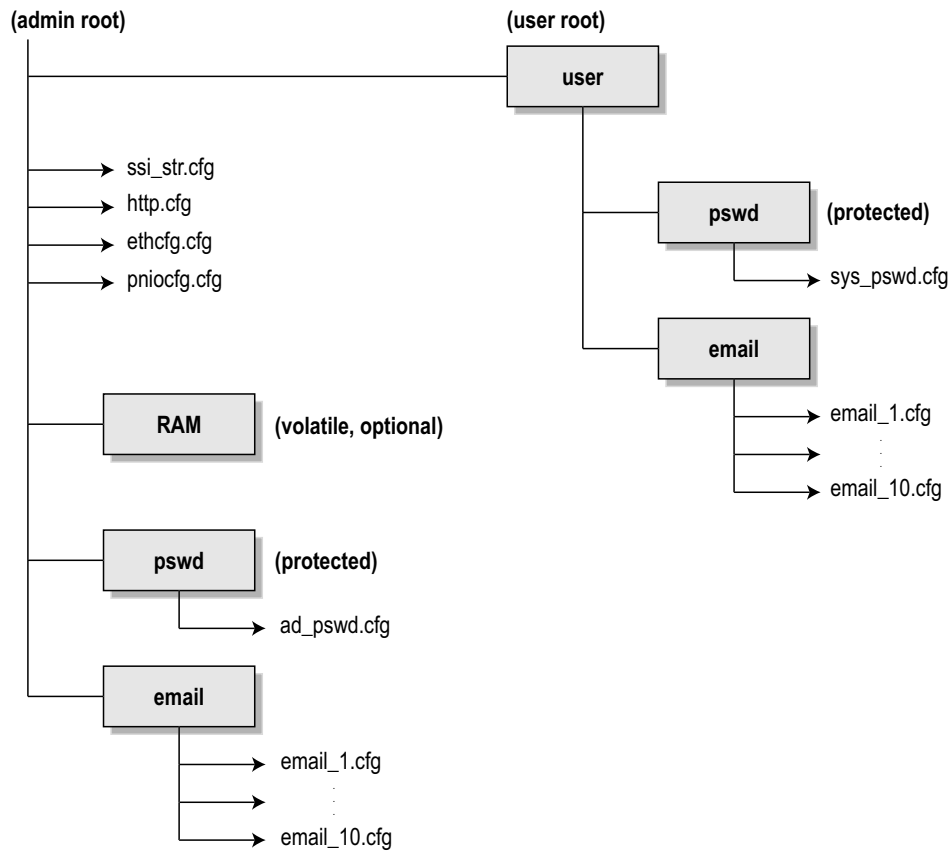 (admin root)
(user root)
user
ssi_str.cfg
http.cfg
ethcfg.cfg
pniocfg.cfg
pswd
(protected)
sys_pswd.cfg
email
email_1.cfg
email_10.cfg
RAM
(volatile, optional)
pswd
(protected)
ad_pswd.cfg
email
email_1.cfg
email_10.cfg